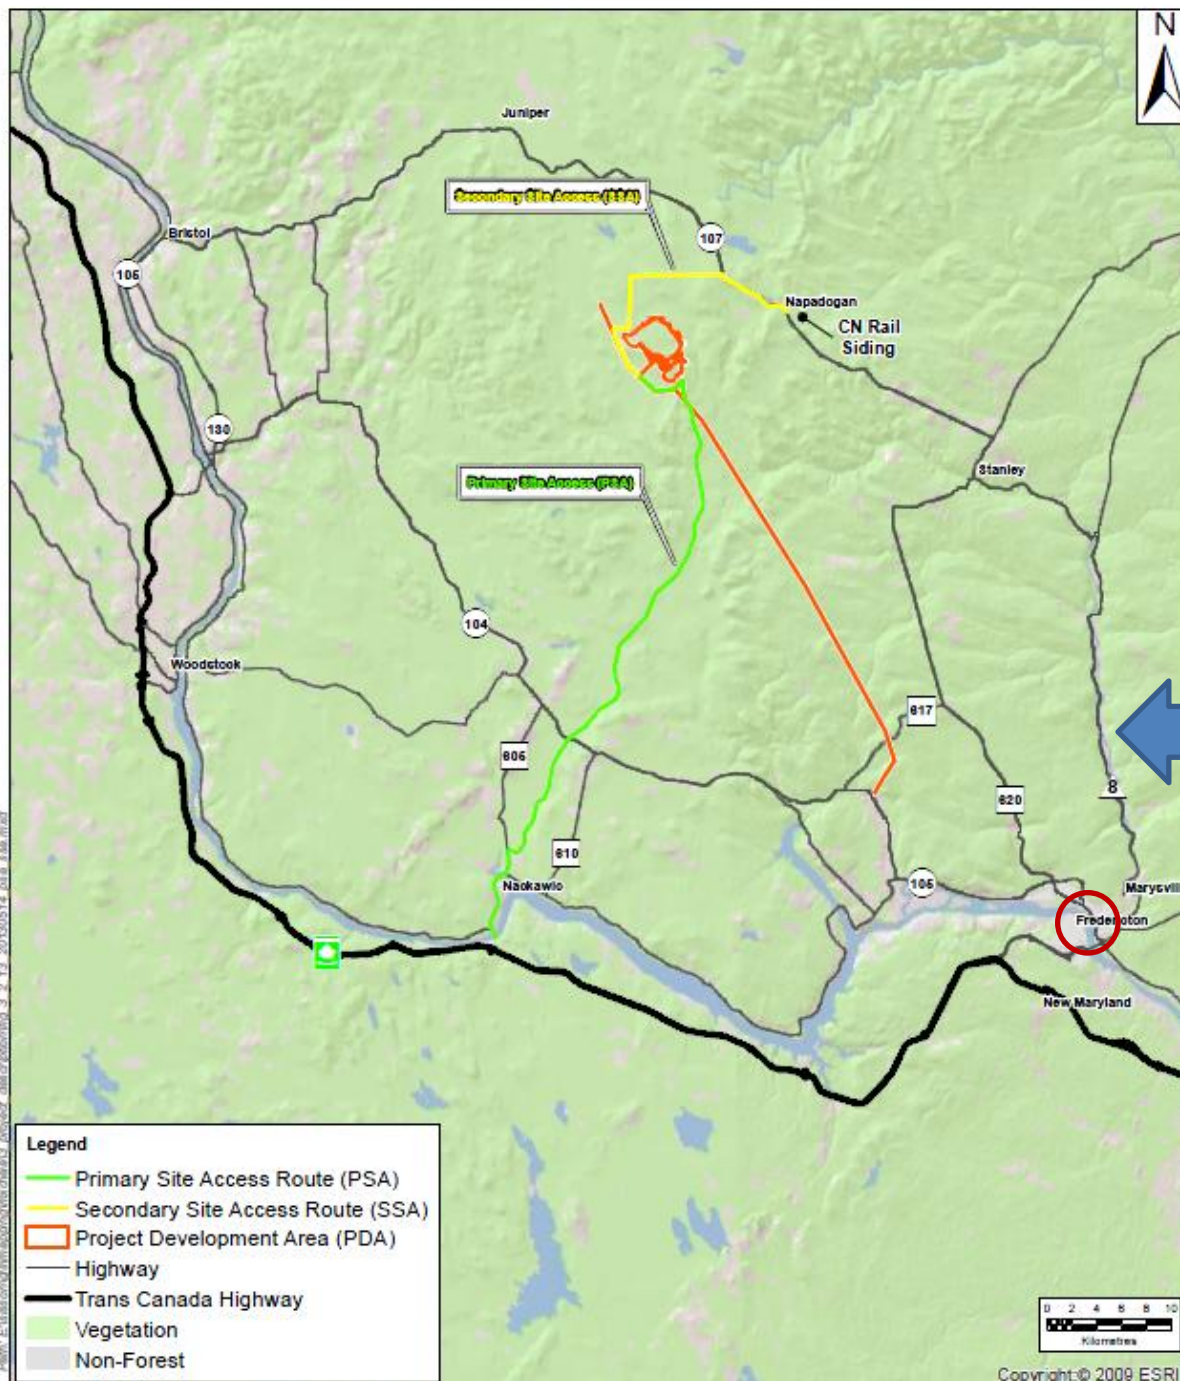 N
Juniper
Secondary Site Access (SSA)
107
Bristol
105
Napadogan
CN Rail
Siding
130
Stanley
Primary Site Access (PSA)
104
Woodstock
617
605
8
620
610
105
Nackawic
Marysvill
Fredericton
New Maryland
Legend
Primary Site Access Route (PSA)
Secondary Site Access Route (SSA)
Project Development Area (PDA)
Highway
Trans Canada Highway
Vegetation
Non-Forest
0 2 4 6 8 10
Kilometres
Copyright:© 2009 ESRI